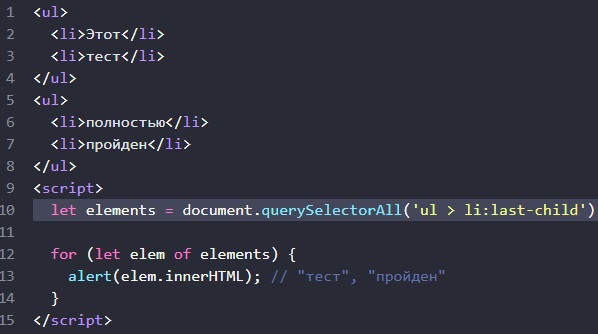 1 <ul>
2   <li>Этот</li>
3   <li>тест</li>
4 </ul>
5 <ul>
6   <li>полностью</li>
7   <li>пройден</li>
8 </ul>
9 <script>
10   let elements = document.querySelectorAll('ul > li:last-child')
11
12   for (let elem of elements) {
13     alert(elem.innerHTML); // "тест", "пройден"
14   }
15 </script>